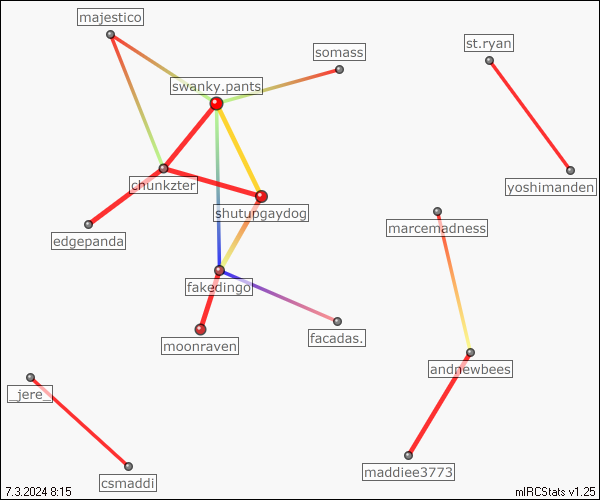 majestico
st.ryan
somass
swanky.pants
chunkzter
yoshimanden
shutupgaydog
marcemadness
edgepanda
fakedingo
facadas.
moonraven
andnewbees
_jere_
maddiee3773
csmaddi
7.3.2024 8:15
mIRCStats v1.25